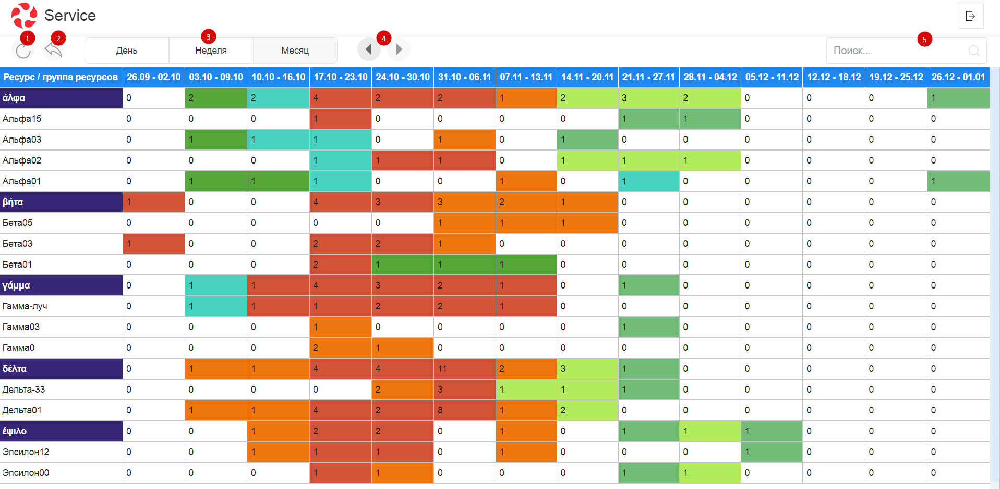 Service
1 2 3 4 5
День Неделя Месяц Поиск...
Ресурс / группа ресурсов 26.09 - 02.10 03.10 - 09.10 10.10 - 16.10 17.10 - 23.10 24.10 - 30.10 31.10 - 06.11 07.11 - 13.11 14.11 - 20.11 21.11 - 27.11 28.11 - 04.12 05.12 - 11.12 12.12 - 18.12 19.12 - 25.12 26.12 - 01.01
άλφα 0 2 2 4 2 2 1 2 3 2 0 0 0 1
Альфа15 0 0 0 1 0 0 0 0 1 1 0 0 0 0
Альфа03 0 1 1 1 0 1 0 1 0 0 0 0 0 0
Альфа02 0 0 0 1 1 1 0 1 1 1 0 0 0 0
Альфа01 0 1 1 1 0 0 1 0 1 0 0 0 0 1
βήτα 1 0 0 4 3 3 2 1 0 0 0 0 0 0
Бета05 0 0 0 0 0 1 1 1 0 0 0 0 0 0
Бета03 1 0 0 2 2 1 0 0 0 0 0 0 0 0
Бета01 0 0 0 2 1 1 1 0 0 0 0 0 0 0
γάμμα 0 1 1 4 3 2 1 0 1 0 0 0 0 0
Гамма-луч 0 1 1 1 2 2 1 0 0 0 0 0 0 0
Гамма03 0 0 0 1 0 0 0 0 1 0 0 0 0 0
Гамма0 0 0 0 2 1 0 0 0 0 0 0 0 0 0
δέλτα 0 1 1 4 4 11 2 3 1 0 0 0 0 0
Дельта-33 0 0 0 0 2 3 1 1 1 0 0 0 0 0
Дельта01 0 1 1 4 2 8 1 2 0 0 0 0 0 0
έψιλο 0 0 1 2 2 0 1 0 1 1 1 0 0 0
Эпсилон12 0 0 1 1 1 0 1 0 0 0 1 0 0 0
Эпсилон00 0 0 0 1 1 0 0 0 1 1 0 0 0 0